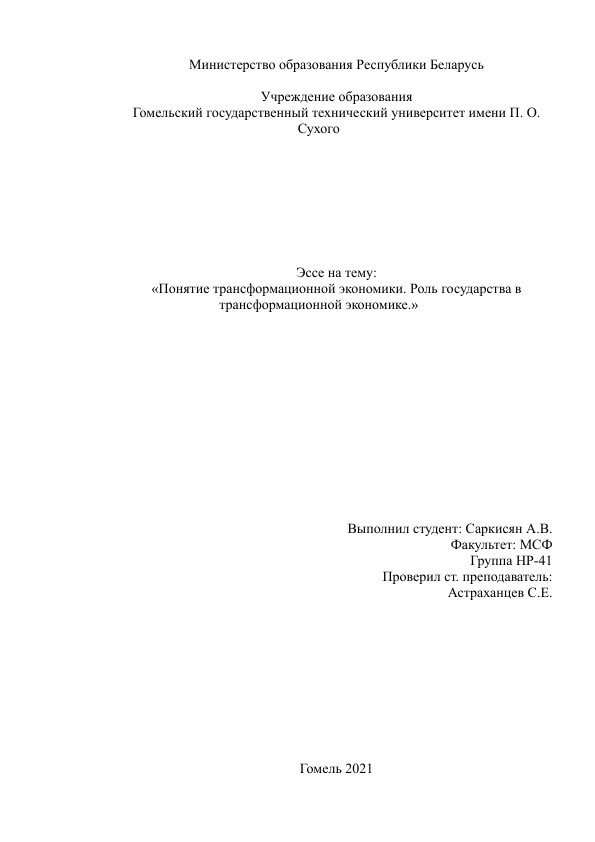 Министерство образования Республики Беларусь
Учреждение образования
Гомельский государственный технический университет имени П. О.
Сухого
Эссе на тему:
«Понятие трансформационной экономики. Роль государства в
трансформационной экономике.»
Выполнил студент: Саркисян А.В.
Факультет: МСФ
Группа НР-41
Проверил ст. преподаватель:
Астраханцев С.Е.
Гомель 2021